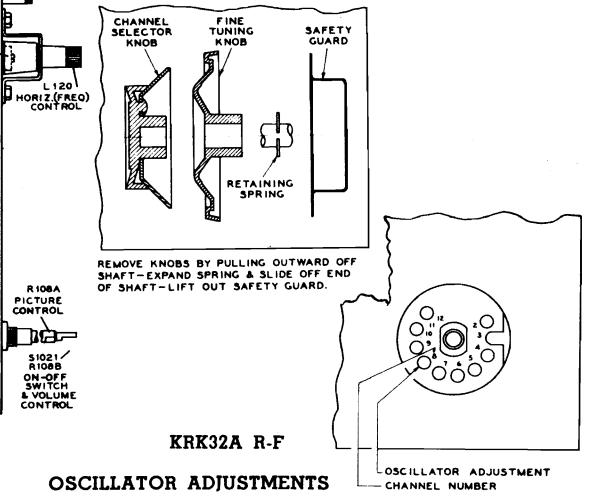 CHANNEL
SELECTOR
KNOB
FINE
TUNING
KNOB
SAFETY
GUARD
L120
HORIZ.(FREQ)
CONTROL
RETAINING
SPRING
REMOVE KNOBS BY PULLING OUTWARD OFF
SHAFT—EXPAND SPRING & SLIDE OFF END
OF SHAFT—LIFT OUT SAFETY GUARD.
R108A
PICTURE
CONTROL
S1021
R108B
ON-OFF
SWITCH
& VOLUME
CONTROL
12
11
10
9
8
7
6
5
4
3
2
KRK32A R-F
OSCILLATOR ADJUSTMENTS
OSCILLATOR ADJUSTMENT
CHANNEL NUMBER